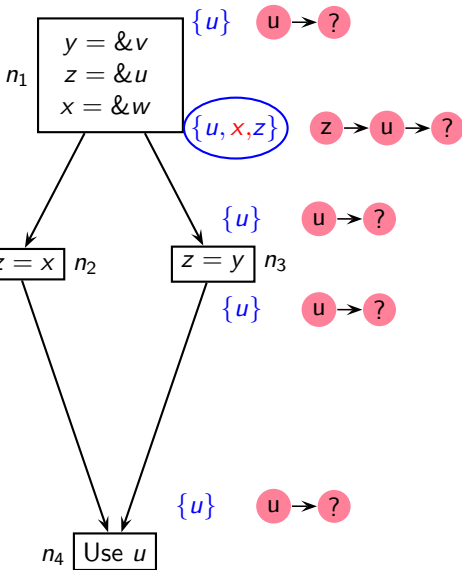 {u} u ?
y = &v
n1 z = &u
x = &w
{u, x,z} z u ?
{u} u ?
z = x n2 z = y n3
{u} u ?
{u} u ?
n4 Use u